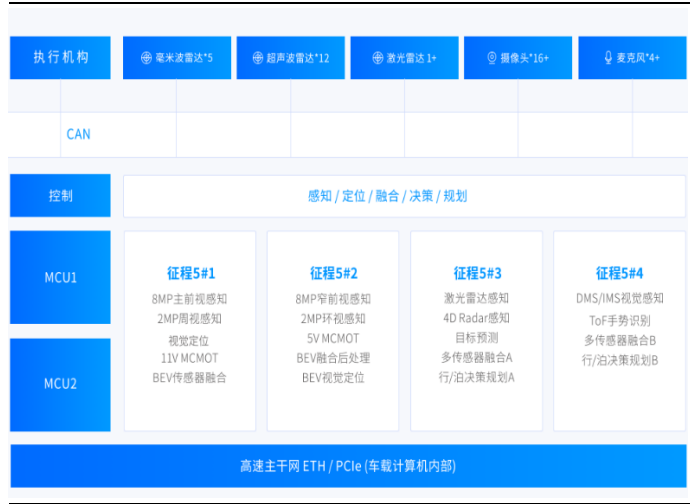 执行机构
毫米波雷达*5
超声波雷达*12
激光雷达 1+
摄像头*16+
麦克风*4+
CAN
控制
感知 / 定位 / 融合 / 决策 / 规划
MCU1
MCU2
征程5#1
8MP主前视感知
2MP周视感知
视觉定位
11V MCMOT
BEV传感器融合
征程5#2
8MP窄前视感知
2MP环视感知
5V MCMOT
BEV融合后处理
BEV视觉定位
征程5#3
激光雷达感知
4D Radar感知
目标预测
多传感器融合A
行/泊决策规划A
征程5#4
DMS/IMS视觉感知
ToF手势识别
多传感器融合B
行/泊决策规划B
高速主干网 ETH / PCIe (车载计算机内部)